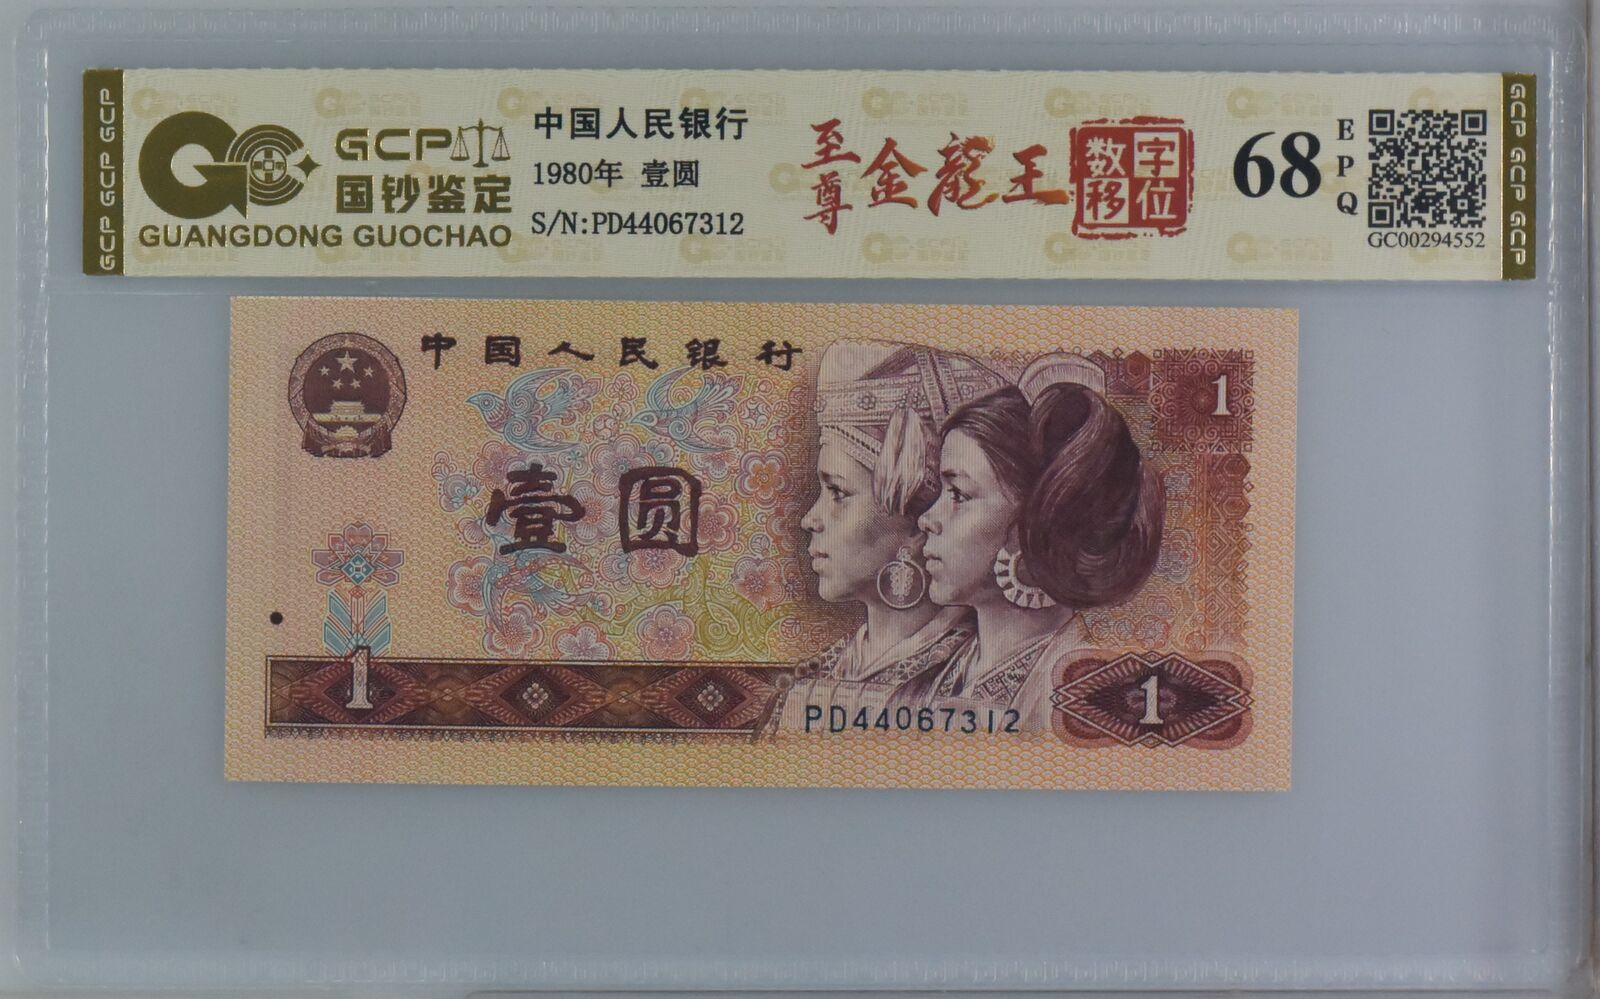 GCP GCP GCP
GCP
国钞鉴定
GUANGDONG GUOCHAO
中国人民银行
1980年 壹圆
S/N:PD44067312
至尊
金龍王
数字
移位
68
EPQ
GC00294552
GCP GCP GCP
中国人民银行
1
壹圆
1
PD44067312
1